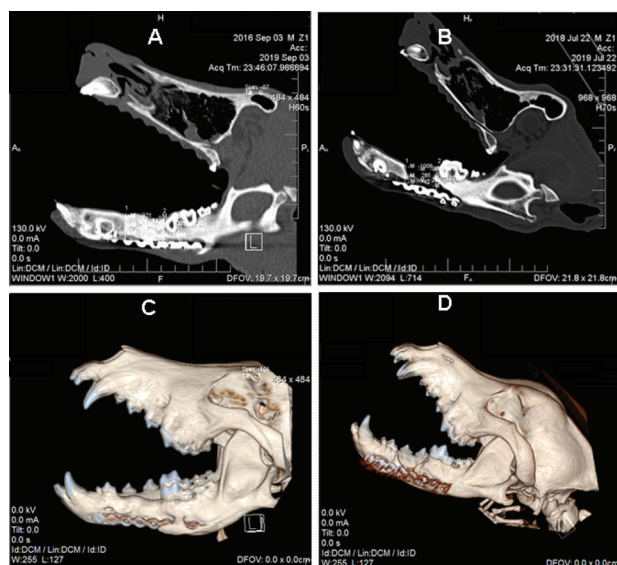 H
A
2016 Sep 03 M Z1
Acc:
2019 Sep 03
Acq Tm: 23:46:07.966694
484 x 484
H60s
130.0 kV
0.0 mA
Tilt: 0.0
0.0 s
Lin:DCM / Lin:DCM / Id:ID
WINDOW1 W:2000 L:400
F
DFOV: 19.7 x 19.7cm
L
B
2018 Jul 22 M Z1
Acc:
2019 Jul 22
Acq Tm: 23:31:31.123492
968 x 968
H70s
130.0 kV
0.0 mA
Tilt: 0.0
0.0 s
Lin:DCM / Lin:DCM / Id:ID
WINDOW1 W:2094 L:714
DFOV: 21.8 x 21.8cm
C
484 x 484
0.0 kV
0.0 mA
Tilt: 0.0
0.0 s
Id:DCM / Lin:DCM / Id:ID
W:255 L:127
DFOV: 0.0 x 0.0cm
D
0.0 kV
0.0 mA
Tilt: 0.0
0.0 s
Id:DCM / Lin:DCM / Id:ID
W:255 L:127
DFOV: 0.0 x 0.0cm